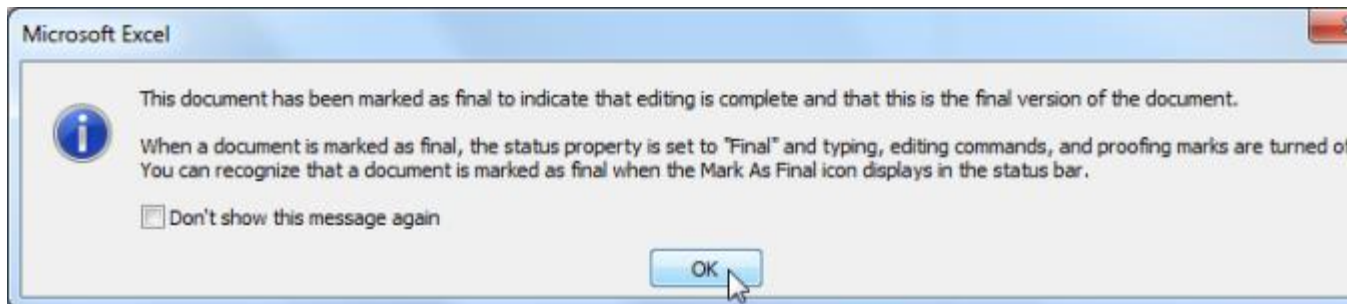 Microsoft Excel
This document has been marked as final to indicate that editing is complete and that this is the final version of the document.
When a document is marked as final, the status property is set to "Final" and typing, editing commands, and proofing marks are turned of
You can recognize that a document is marked as final when the Mark As Final icon displays in the status bar.
Don't show this message again
OK